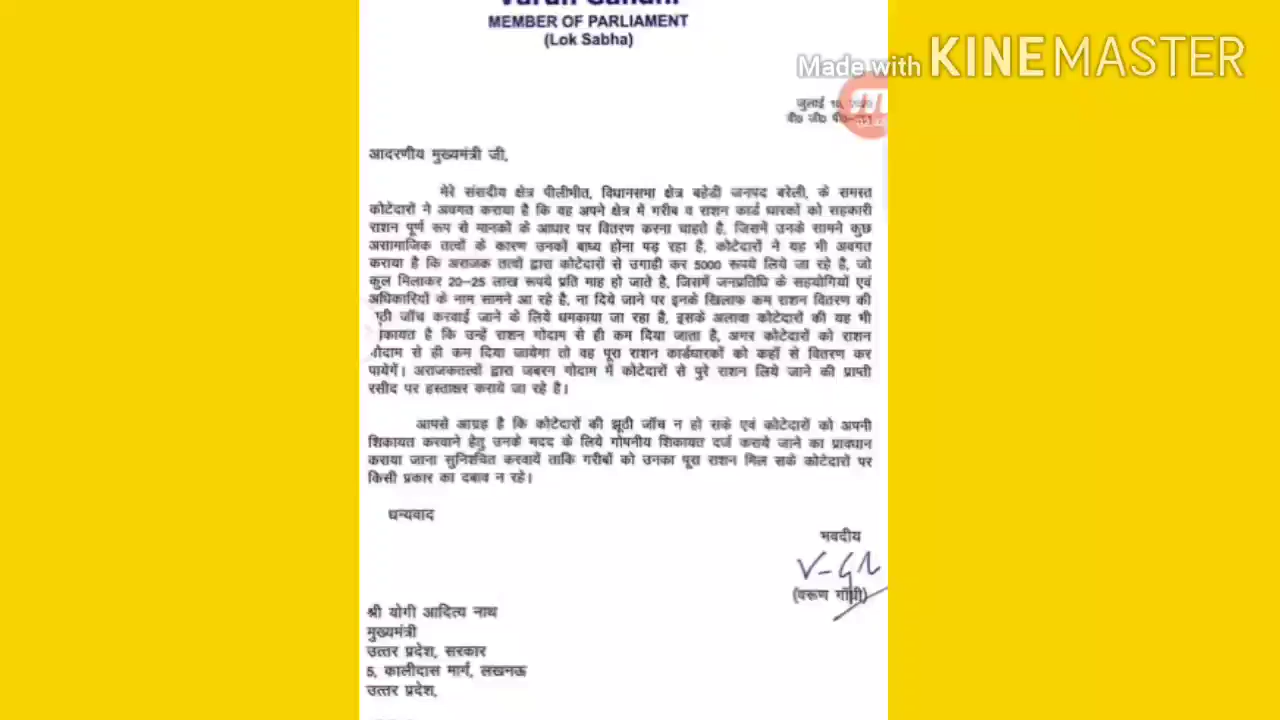 Varun Gandhi
MEMBER OF PARLIAMENT
(Lok Sabha)
Made with KINEMASTER
जुलाई
वी0 जी0
आदरणीय मुख्यमंत्री जी,
मेरे संसदीय क्षेत्र पीलीभीत, विधानसभा क्षेत्र बहेडी जनपद बरेली, के समस्त
कोटेदारों ने अवगत कराया है कि वह अपने क्षेत्र में गरीब व राशन कार्ड धारकों को सहकारी
राशन पूर्ण रूप से मानकों के आधार पर वितरण करना चाहते है, जिसमें उनके सामने कुछ
असामाजिक तत्वों के कारण उनकों बाध्य होना पड़ रहा है, कोटेदारों ने यह भी अवगत
कराया है कि अराजक तत्वों द्वारा कोटेदारों से उगाही कर 5000 रूपये लिये जा रहे है, जो
कुल मिलाकर 20-25 लाख रूपये प्रति माह हो जाते है, जिसमें जनप्रतिधि के सहयोगियों एवं
अधिकारियों के नाम सामने आ रहे है, ना दिये जाने पर इनके खिलाफ कम राशन वितरण की
जॉच करवाई जाने के लिये धमकाया जा रहा है, इसके अलावा कोटेदारों की यह भी
है कि उन्हें राशन गोदाम से ही कम दिया जाता है, अगर कोटेदारों को राशन
से ही कम दिया जायेगा तो वह पूरा राशन कार्डधारकों को कहॉ से वितरण कर
पायेगें। अराजकतत्वों द्वारा जबरन गोदाम में कोटेदारों से पुरे राशन लिये जाने की प्राप्ती
रसीद पर हस्ताक्षर कराये जा रहे है।
आपसे आग्रह है कि कोटेदारों की झूठी जॉच न हो सके एवं कोटेदारों को अपनी
शिकायत करवाने हेतु उनके मदद के लिये गोपनीय शिकायत दर्ज कराये जाने का प्रावधान
कराया जाना सुनिश्चित करवायें ताकि गरीबों को उनका पूरा राशन मिल सके कोटेदारों पर
किसी प्रकार का दबाव न रहे।
धन्यवाद
भवदीय
(वरूण गॉधी)
श्री योगी आदित्य नाथ
मुख्यमंत्री
उत्तर प्रदेश, सरकार
5, कालीदास मार्ग, लखनऊ
उत्तर प्रदेश,